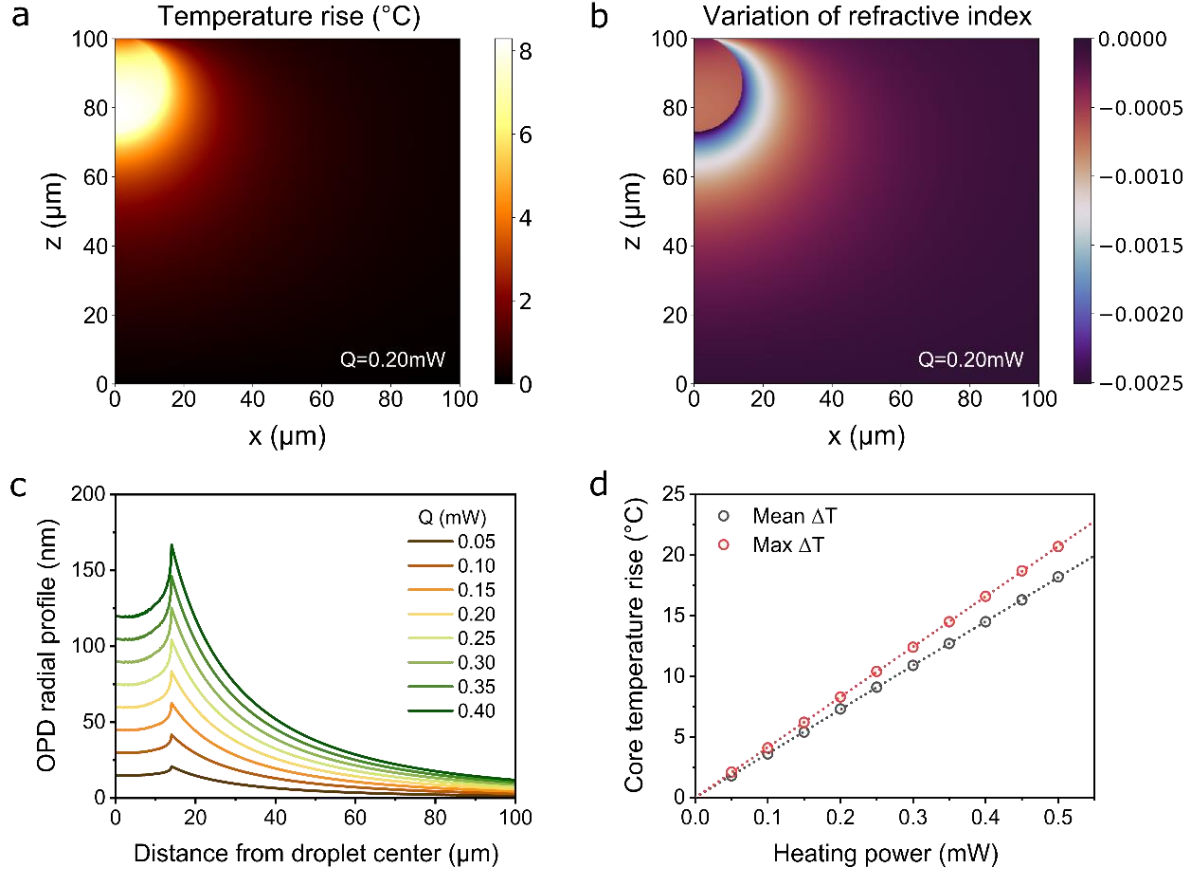 a
Temperature rise (°C)
100
80
60
40
20
0
z (µm)
0 20 40 60 80 100
x (µm)
Q=0.20mW
8
6
4
2
0
b
Variation of refractive index
100
80
60
40
20
0
z (µm)
0 20 40 60 80 100
x (µm)
Q=0.20mW
0.0000
−0.0005
−0.0010
−0.0015
−0.0020
−0.0025
c
200
150
100
50
0
OPD radial profile (nm)
0 20 40 60 80 100
Distance from droplet center (µm)
Q (mW)
0.05
0.10
0.15
0.20
0.25
0.30
0.35
0.40
d
25
20
15
10
5
0
Core temperature rise (°C)
0.0 0.1 0.2 0.3 0.4 0.5
Heating power (mW)
Mean ΔT
Max ΔT